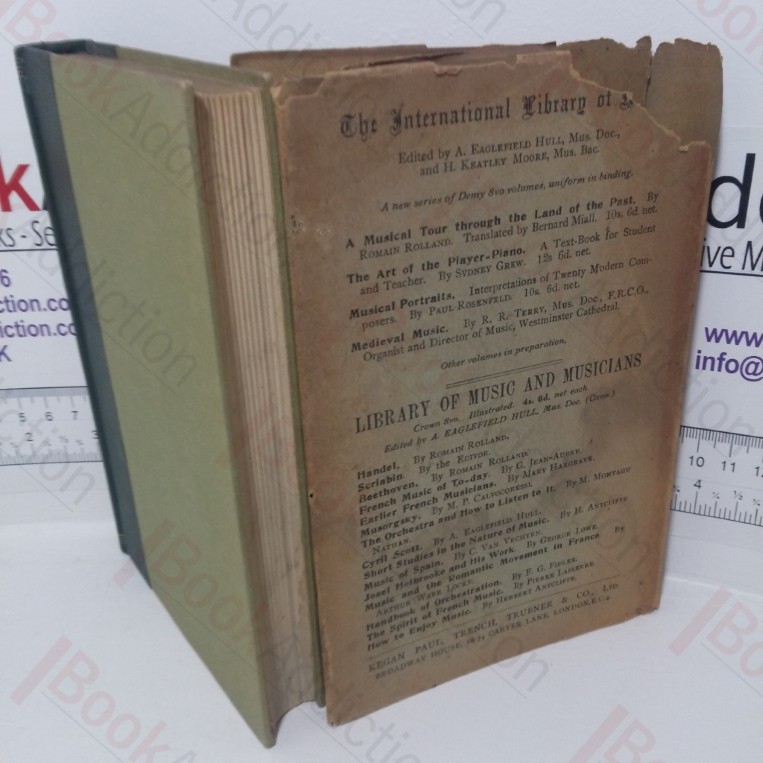 The International Library of
Edited by A. EAGLEFIELD HULL, Mus. Doc.,
and H. KEATLEY MOORE, Mus. Bac.
A new series of Demy 8vo volumes, uniform in binding.
A Musical Tour through the Land of the Past. By
ROMAIN ROLLAND. Translated by Bernard Miall. 10s. 6d. net.
The Art of the Player-Piano. A Text-Book for Student
and Teacher. By SYDNEY GREW. 12s 6d. net.
Musical Portraits. Interpretations of Twenty Modern Com-
posers. By PAUL ROSENFELD. 10s. 6d. net.
Medieval Music. By R. R. TERRY, MUS. DOC., F.R.C.O.,
Organist and Director of Music, Westminster Cathedral.
Other volumes in preparation.
LIBRARY OF MUSIC AND MUSICIANS
Crown 8vo. Illustrated. 4s. 6d. net each
Edited by A. EAGLEFIELD HULL, Mus. Doc. (Oxon.)
Handel. By ROMAIN ROLLAND.
Scriabin. By the EDITOR.
Beethoven. By ROMAIN ROLLAND.
French Music of To-day. By G. JEAN-AUBRY.
Earlier French Musicians. By MARY HARGRAVE.
Musorgsky. By M. P. CALVOCORESSI.
The Orchestra and How to Listen to It. By M. MONTAGU
NATHAN.
Cyril Scott. By A. EAGLEFIELD HULL.
Short Studies in the Nature of Music. By H. ANTCLIFFE
Music of Spain. By C. VAN VECHTEN.
Josef Holbrooke and His Work. By GEORGE LOWE.
Music and the Romantic Movement in France. By
ARTHUR WARE LOCKE.
Handbook of Orchestration. By F. G. FIDLER.
The Spirit of French Music. By PIERRE LASSERRE
How to Enjoy Music. By HERBERT ANTCLIFFE.
KEGAN PAUL, TRENCH, TRUBNER & CO., LTD.
BROADWAY HOUSE, 68-74 CARTER LANE, LONDON, E C 4
BookAddiction